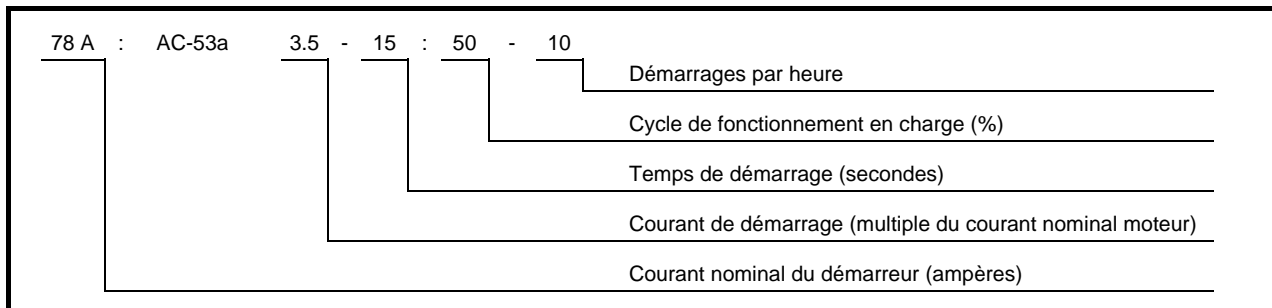 78 A : AC-53a 3.5 - 15 : 50 - 10
Démarrages par heure
Cycle de fonctionnement en charge (%)
Temps de démarrage (secondes)
Courant de démarrage (multiple du courant nominal moteur)
Courant nominal du démarreur (ampères)